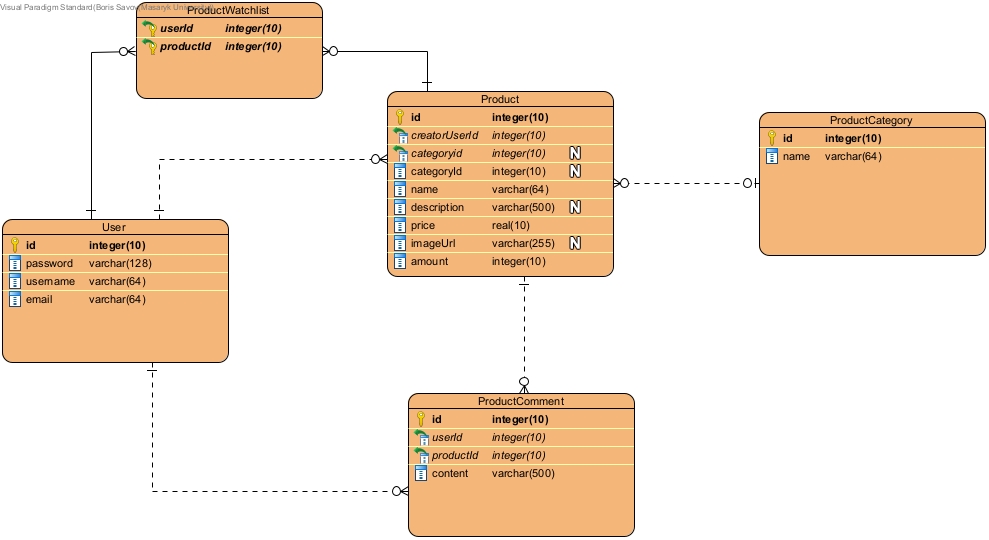 Visual Paradigm Standard(Boris Savov(Masaryk University))
ProductWatchlist
userId integer(10)
productId integer(10)
Product
id integer(10)
creatorUserId integer(10)
categoryid integer(10) N
categoryId integer(10) N
name varchar(64)
description varchar(500) N
price real(10)
imageUrl varchar(255) N
amount integer(10)
ProductCategory
id integer(10)
name varchar(64)
User
id integer(10)
password varchar(128)
username varchar(64)
email varchar(64)
ProductComment
id integer(10)
userId integer(10)
productId integer(10)
content varchar(500)